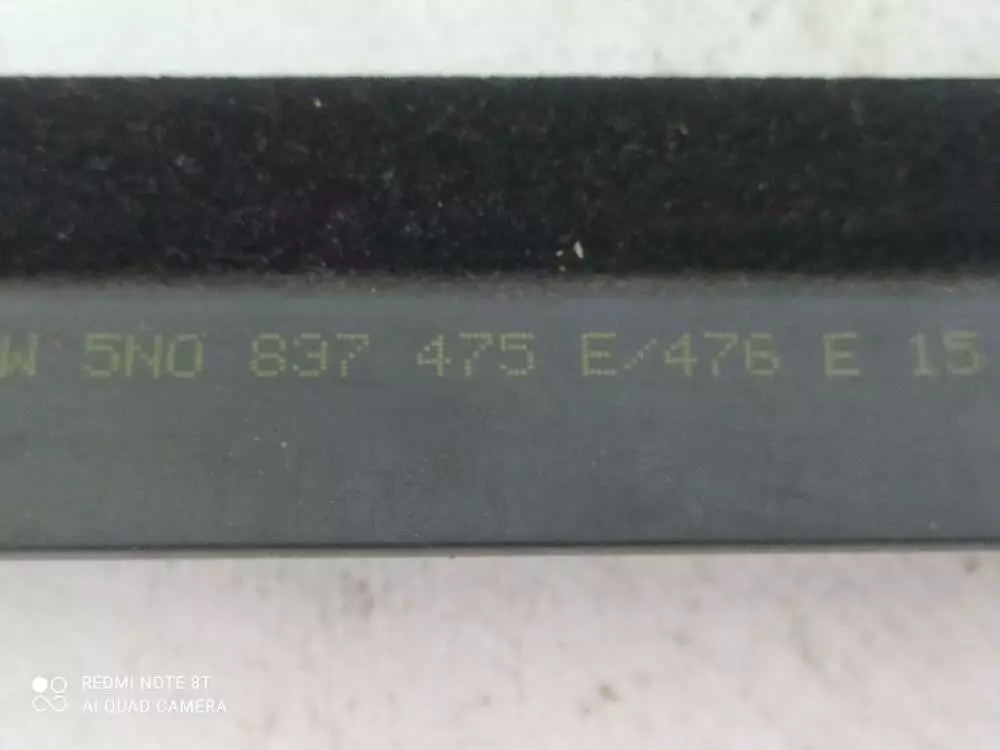 W 5N0 837 475 E/476 E 15
REDMI NOTE 8T
AI QUAD CAMERA